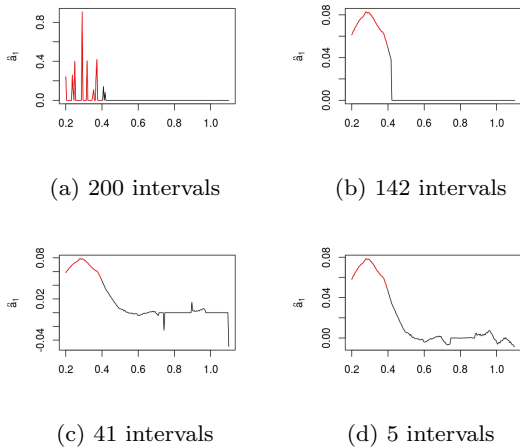 â₁
0.0 0.4 0.8
0.2 0.4 0.6 0.8 1.0
(a) 200 intervals
â₁
0.00 0.04 0.08
0.2 0.4 0.6 0.8 1.0
(b) 142 intervals
â₁
-0.04 0.02 0.08
0.2 0.4 0.6 0.8 1.0
(c) 41 intervals
â₁
0.00 0.04 0.08
0.2 0.4 0.6 0.8 1.0
(d) 5 intervals